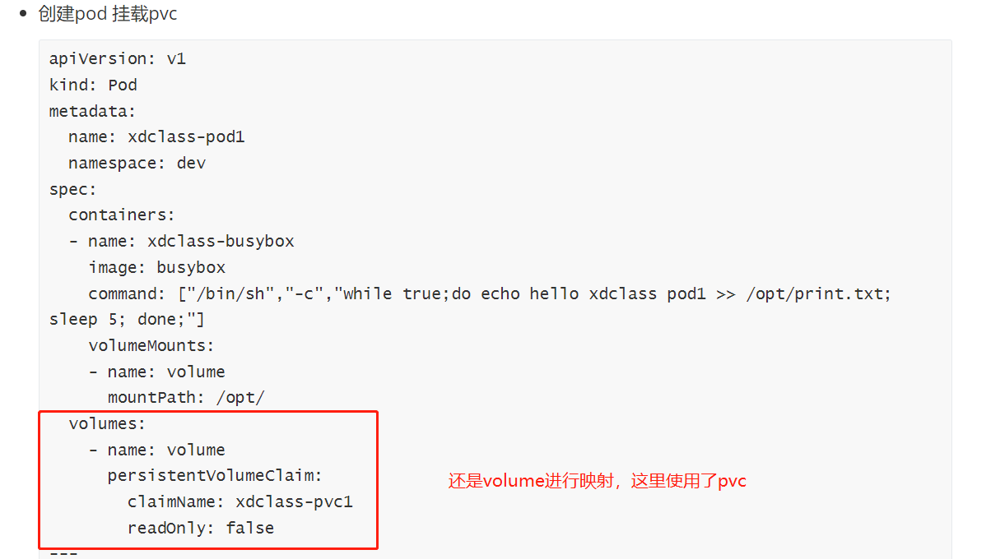 创建pod 挂载pvc
apiVersion: v1
kind: Pod
metadata:
  name: xdclass-pod1
  namespace: dev
spec:
  containers:
  - name: xdclass-busybox
    image: busybox
    command: ["/bin/sh","-c","while true;do echo hello xdclass pod1 >> /opt/print.txt;
sleep 5; done;"]
    volumeMounts:
    - name: volume
      mountPath: /opt/
  volumes:
    - name: volume
      persistentVolumeClaim:
还是volume进行映射，这里使用了pvc
        claimName: xdclass-pvc1
        readOnly: false
---